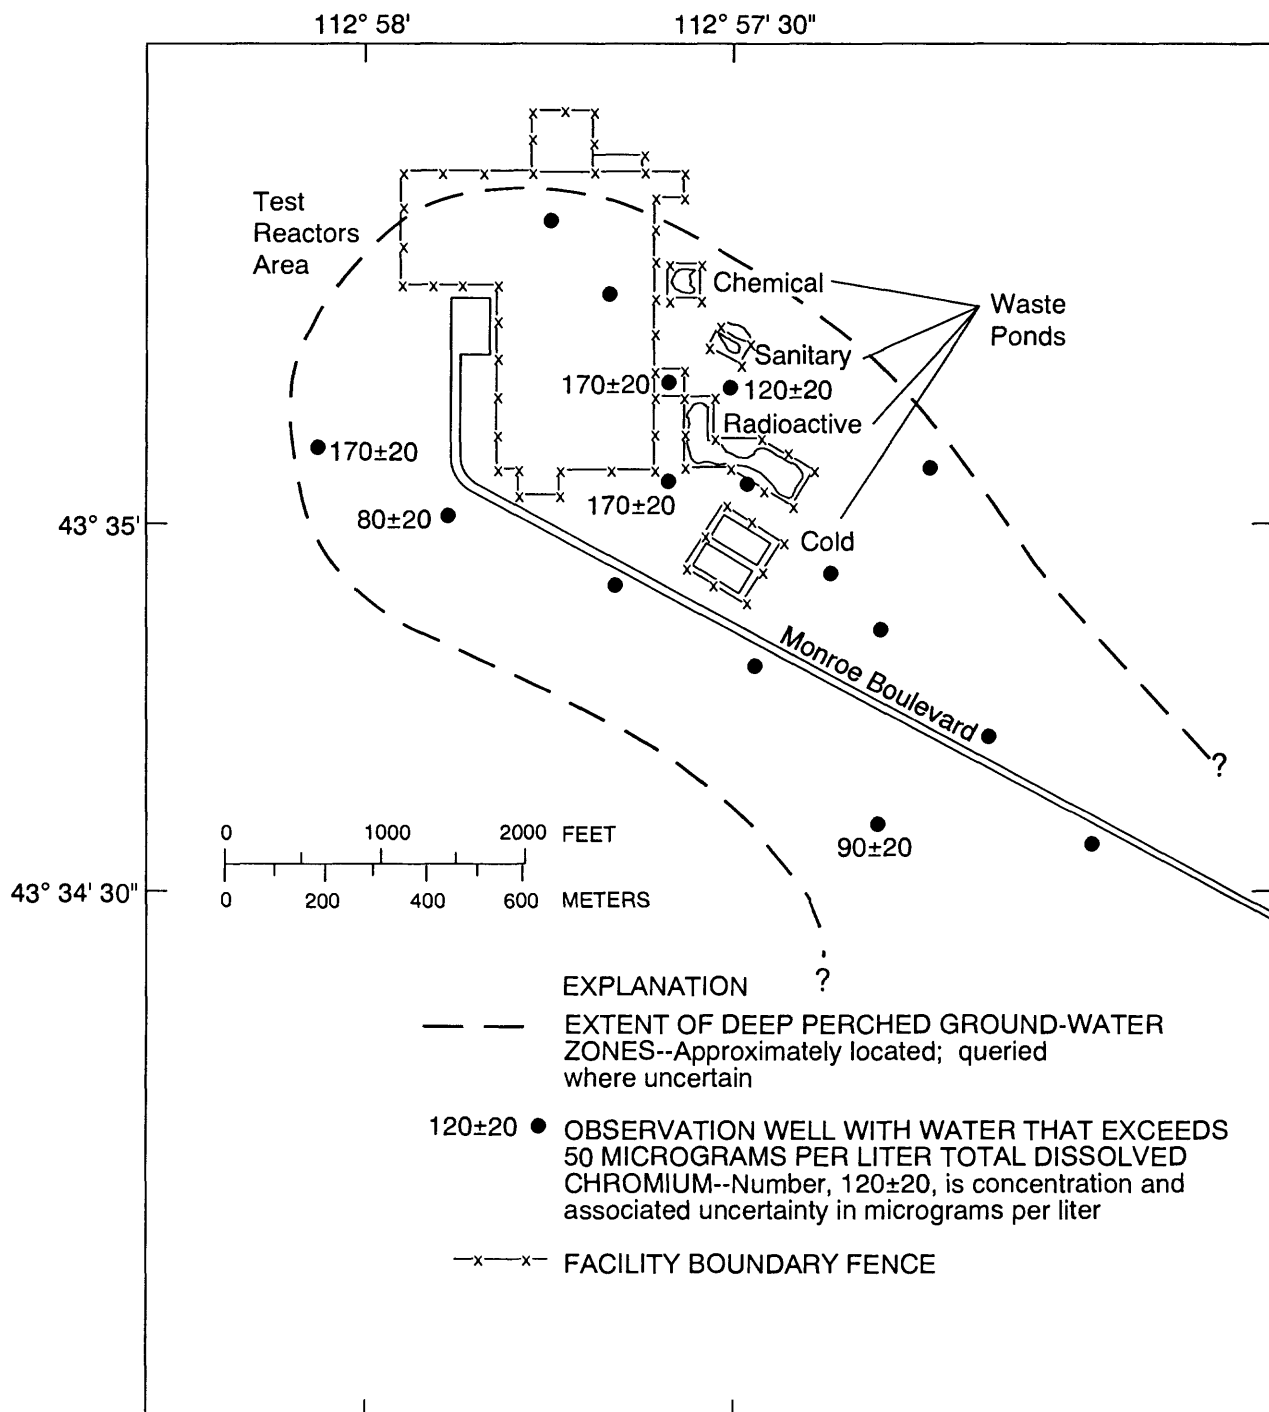 112° 58'
112° 57' 30"
Test
Reactors
Area
Chemical
Waste
Ponds
Sanitary
170±20
120±20
Radioactive
170±20
170±20
80±20
43° 35'
Cold
Monroe Boulevard
?
0 1000 2000 FEET
90±20
43° 34' 30"
0 200 400 600 METERS
?
EXPLANATION
EXTENT OF DEEP PERCHED GROUND-WATER
ZONES--Approximately located; queried
where uncertain
120±20 OBSERVATION WELL WITH WATER THAT EXCEEDS
50 MICROGRAMS PER LITER TOTAL DISSOLVED
CHROMIUM--Number, 120±20, is concentration and
associated uncertainty in micrograms per liter
FACILITY BOUNDARY FENCE